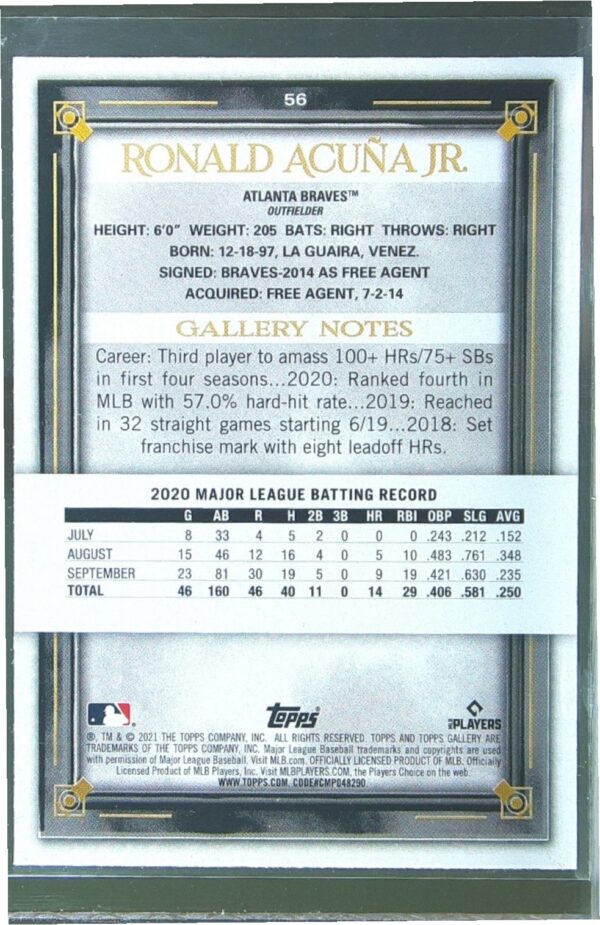 56
RONALD ACUÑA JR.
ATLANTA BRAVES™
OUTFIELDER
HEIGHT: 6'0" WEIGHT: 205 BATS: RIGHT THROWS: RIGHT
BORN: 12-18-97, LA GUAIRA, VENEZ.
SIGNED: BRAVES-2014 AS FREE AGENT
ACQUIRED: FREE AGENT, 7-2-14
GALLERY NOTES
Career: Third player to amass 100+ HRs/75+ SBs
in first four seasons...2020: Ranked fourth in
MLB with 57.0% hard-hit rate...2019: Reached
in 32 straight games starting 6/19...2018: Set
franchise mark with eight leadoff HRs.
2020 MAJOR LEAGUE BATTING RECORD
G AB R H 2B 3B HR RBI OBP SLG AVG
JULY 8 33 4 5 2 0 0 0 .243 .212 .152
AUGUST 15 46 12 16 4 0 5 10 .483 .761 .348
SEPTEMBER 23 81 30 19 5 0 9 19 .421 .630 .235
TOTAL 46 160 46 40 11 0 14 29 .406 .581 .250
Topps
MLB PLAYERS
®, TM & © 2021 THE TOPPS COMPANY, INC. ALL RIGHTS RESERVED. TOPPS AND TOPPS GALLERY ARE
TRADEMARKS OF THE TOPPS COMPANY, INC. Major League Baseball trademarks and copyrights are used
with permission of Major League Baseball. Visit MLB.com. OFFICIALLY LICENSED PRODUCT OF MLB. Officially
Licensed Product of MLB Players, Inc. Visit MLBPLAYERS.COM, the Players Choice on the web.
WWW.TOPPS.COM. CODE#CMP048290